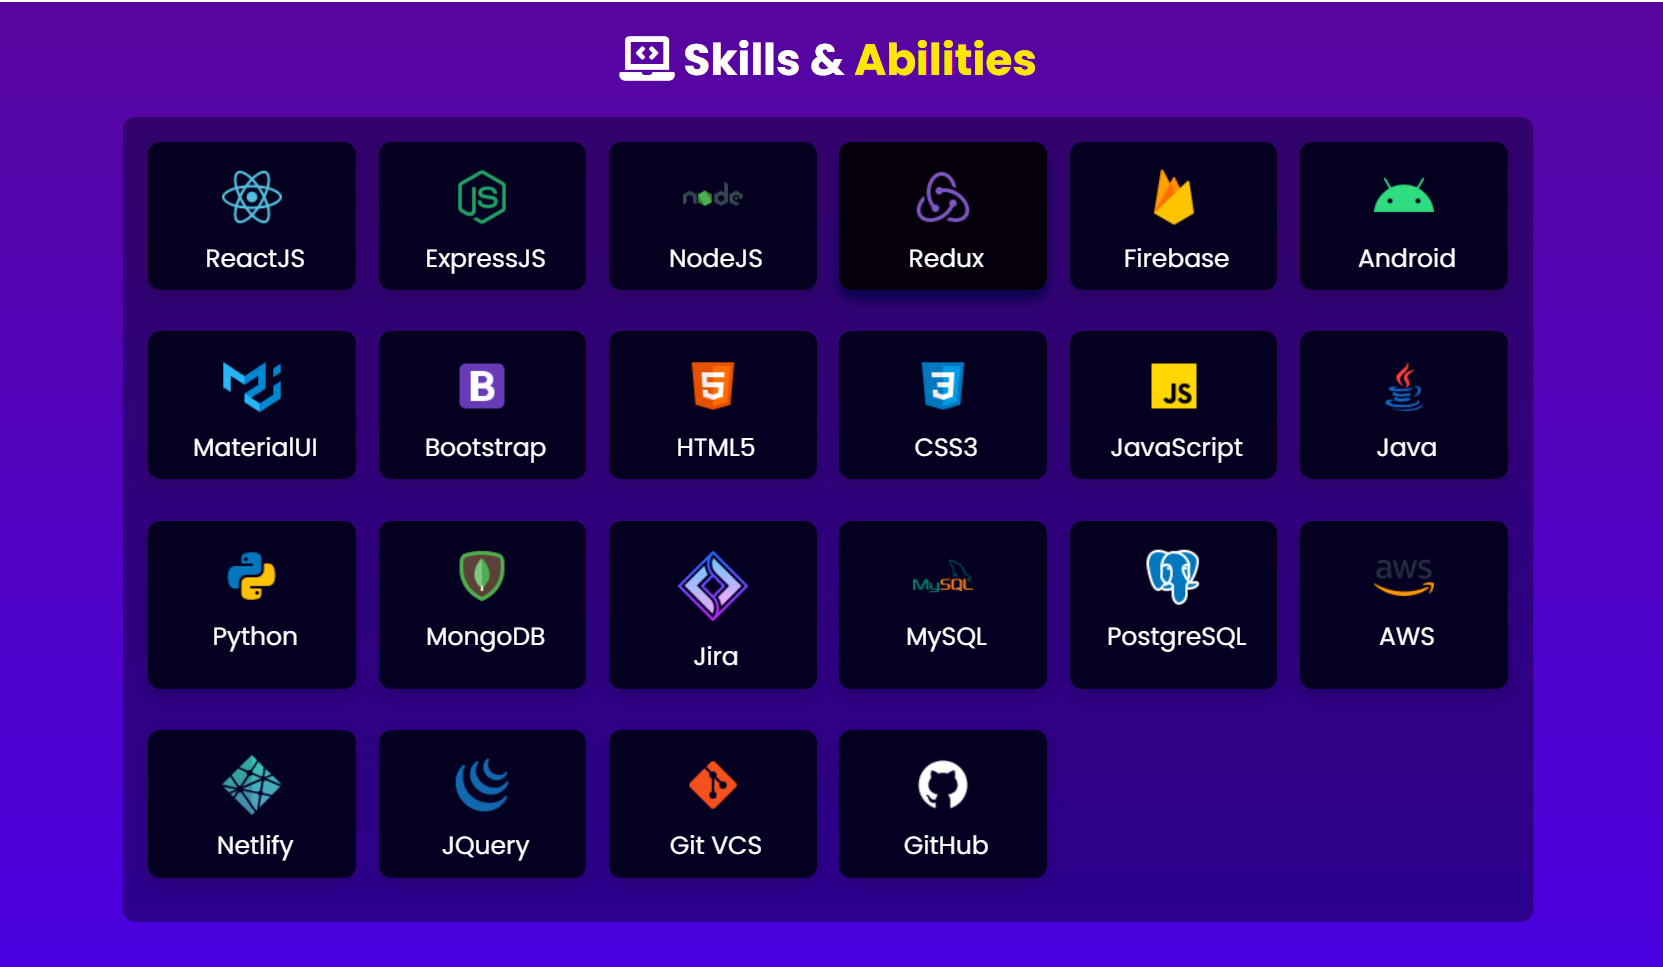 Skills & Abilities
JS
node
ReactJS ExpressJS NodeJS Redux Firebase Android
B 5 3 JS
MaterialUI Bootstrap HTML5 CSS3 JavaScript Java
MySQL aws
Python MongoDB Jira MySQL PostgreSQL AWS
Netlify JQuery Git VCS GitHub